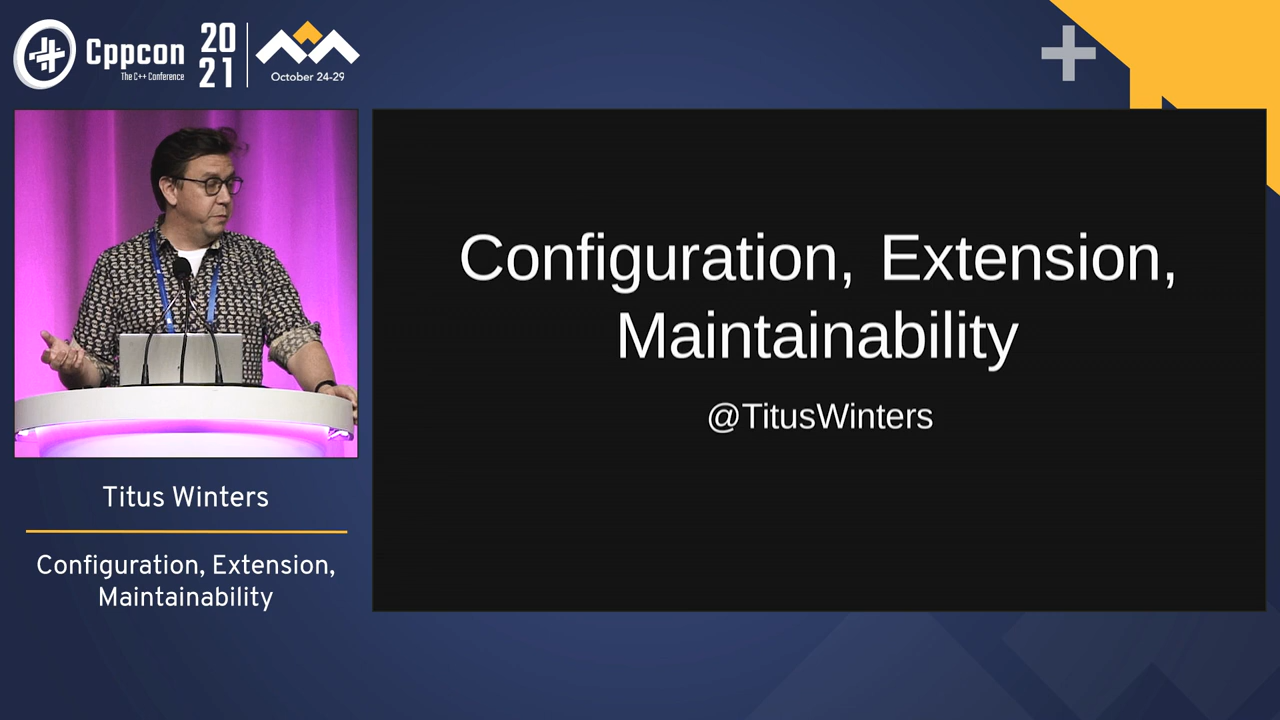 Cppcon
The C++ Conference
20
21
October 24-29
Configuration, Extension,
Maintainability
@TitusWinters
Titus Winters
Configuration, Extension,
Maintainability